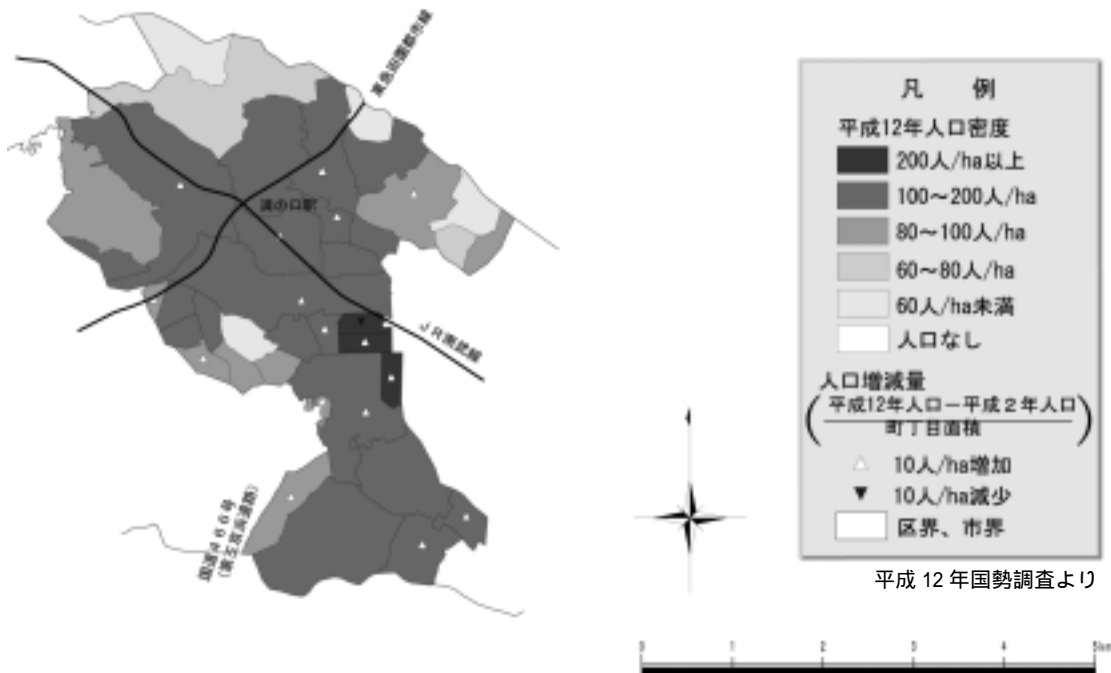 東急田園都市線
溝の口駅
JR南武線
国道466号
(第三京浜道路)
凡 例
平成12年人口密度
200人/ha以上
100~200人/ha
80~100人/ha
60~80人/ha
60人/ha未満
人口なし
人口増減量
平成12年人口-平成2年人口
町丁目面積
10人/ha増加
10人/ha減少
区界、市界
平成 12 年国勢調査より
0 1 2 3 4 5km